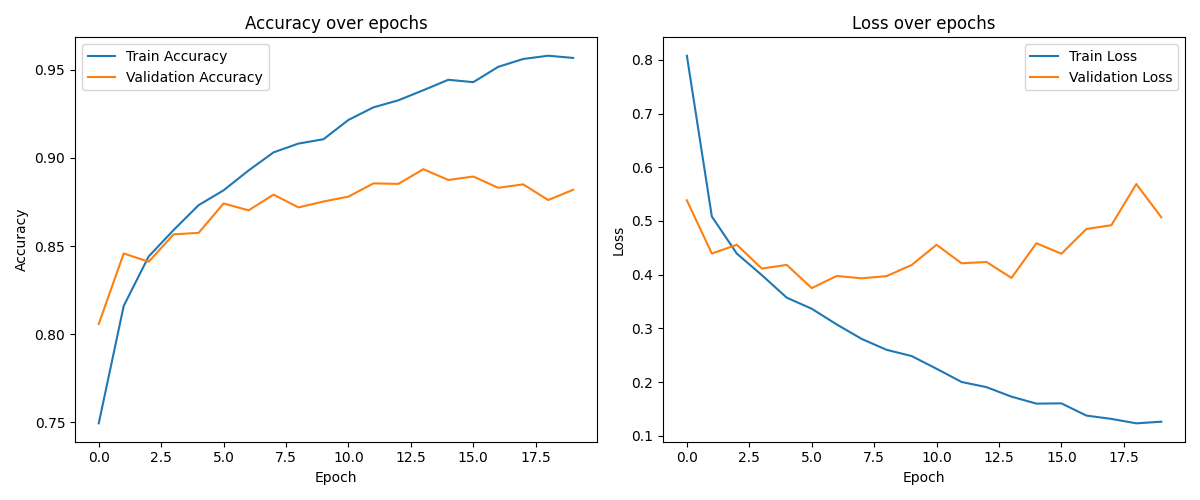 Accuracy over epochs
Train Accuracy
Validation Accuracy
Accuracy
0.95
0.90
0.85
0.80
0.75
0.0 2.5 5.0 7.5 10.0 12.5 15.0 17.5
Epoch
Loss over epochs
Train Loss
Validation Loss
Loss
0.8
0.7
0.6
0.5
0.4
0.3
0.2
0.1
0.0 2.5 5.0 7.5 10.0 12.5 15.0 17.5
Epoch